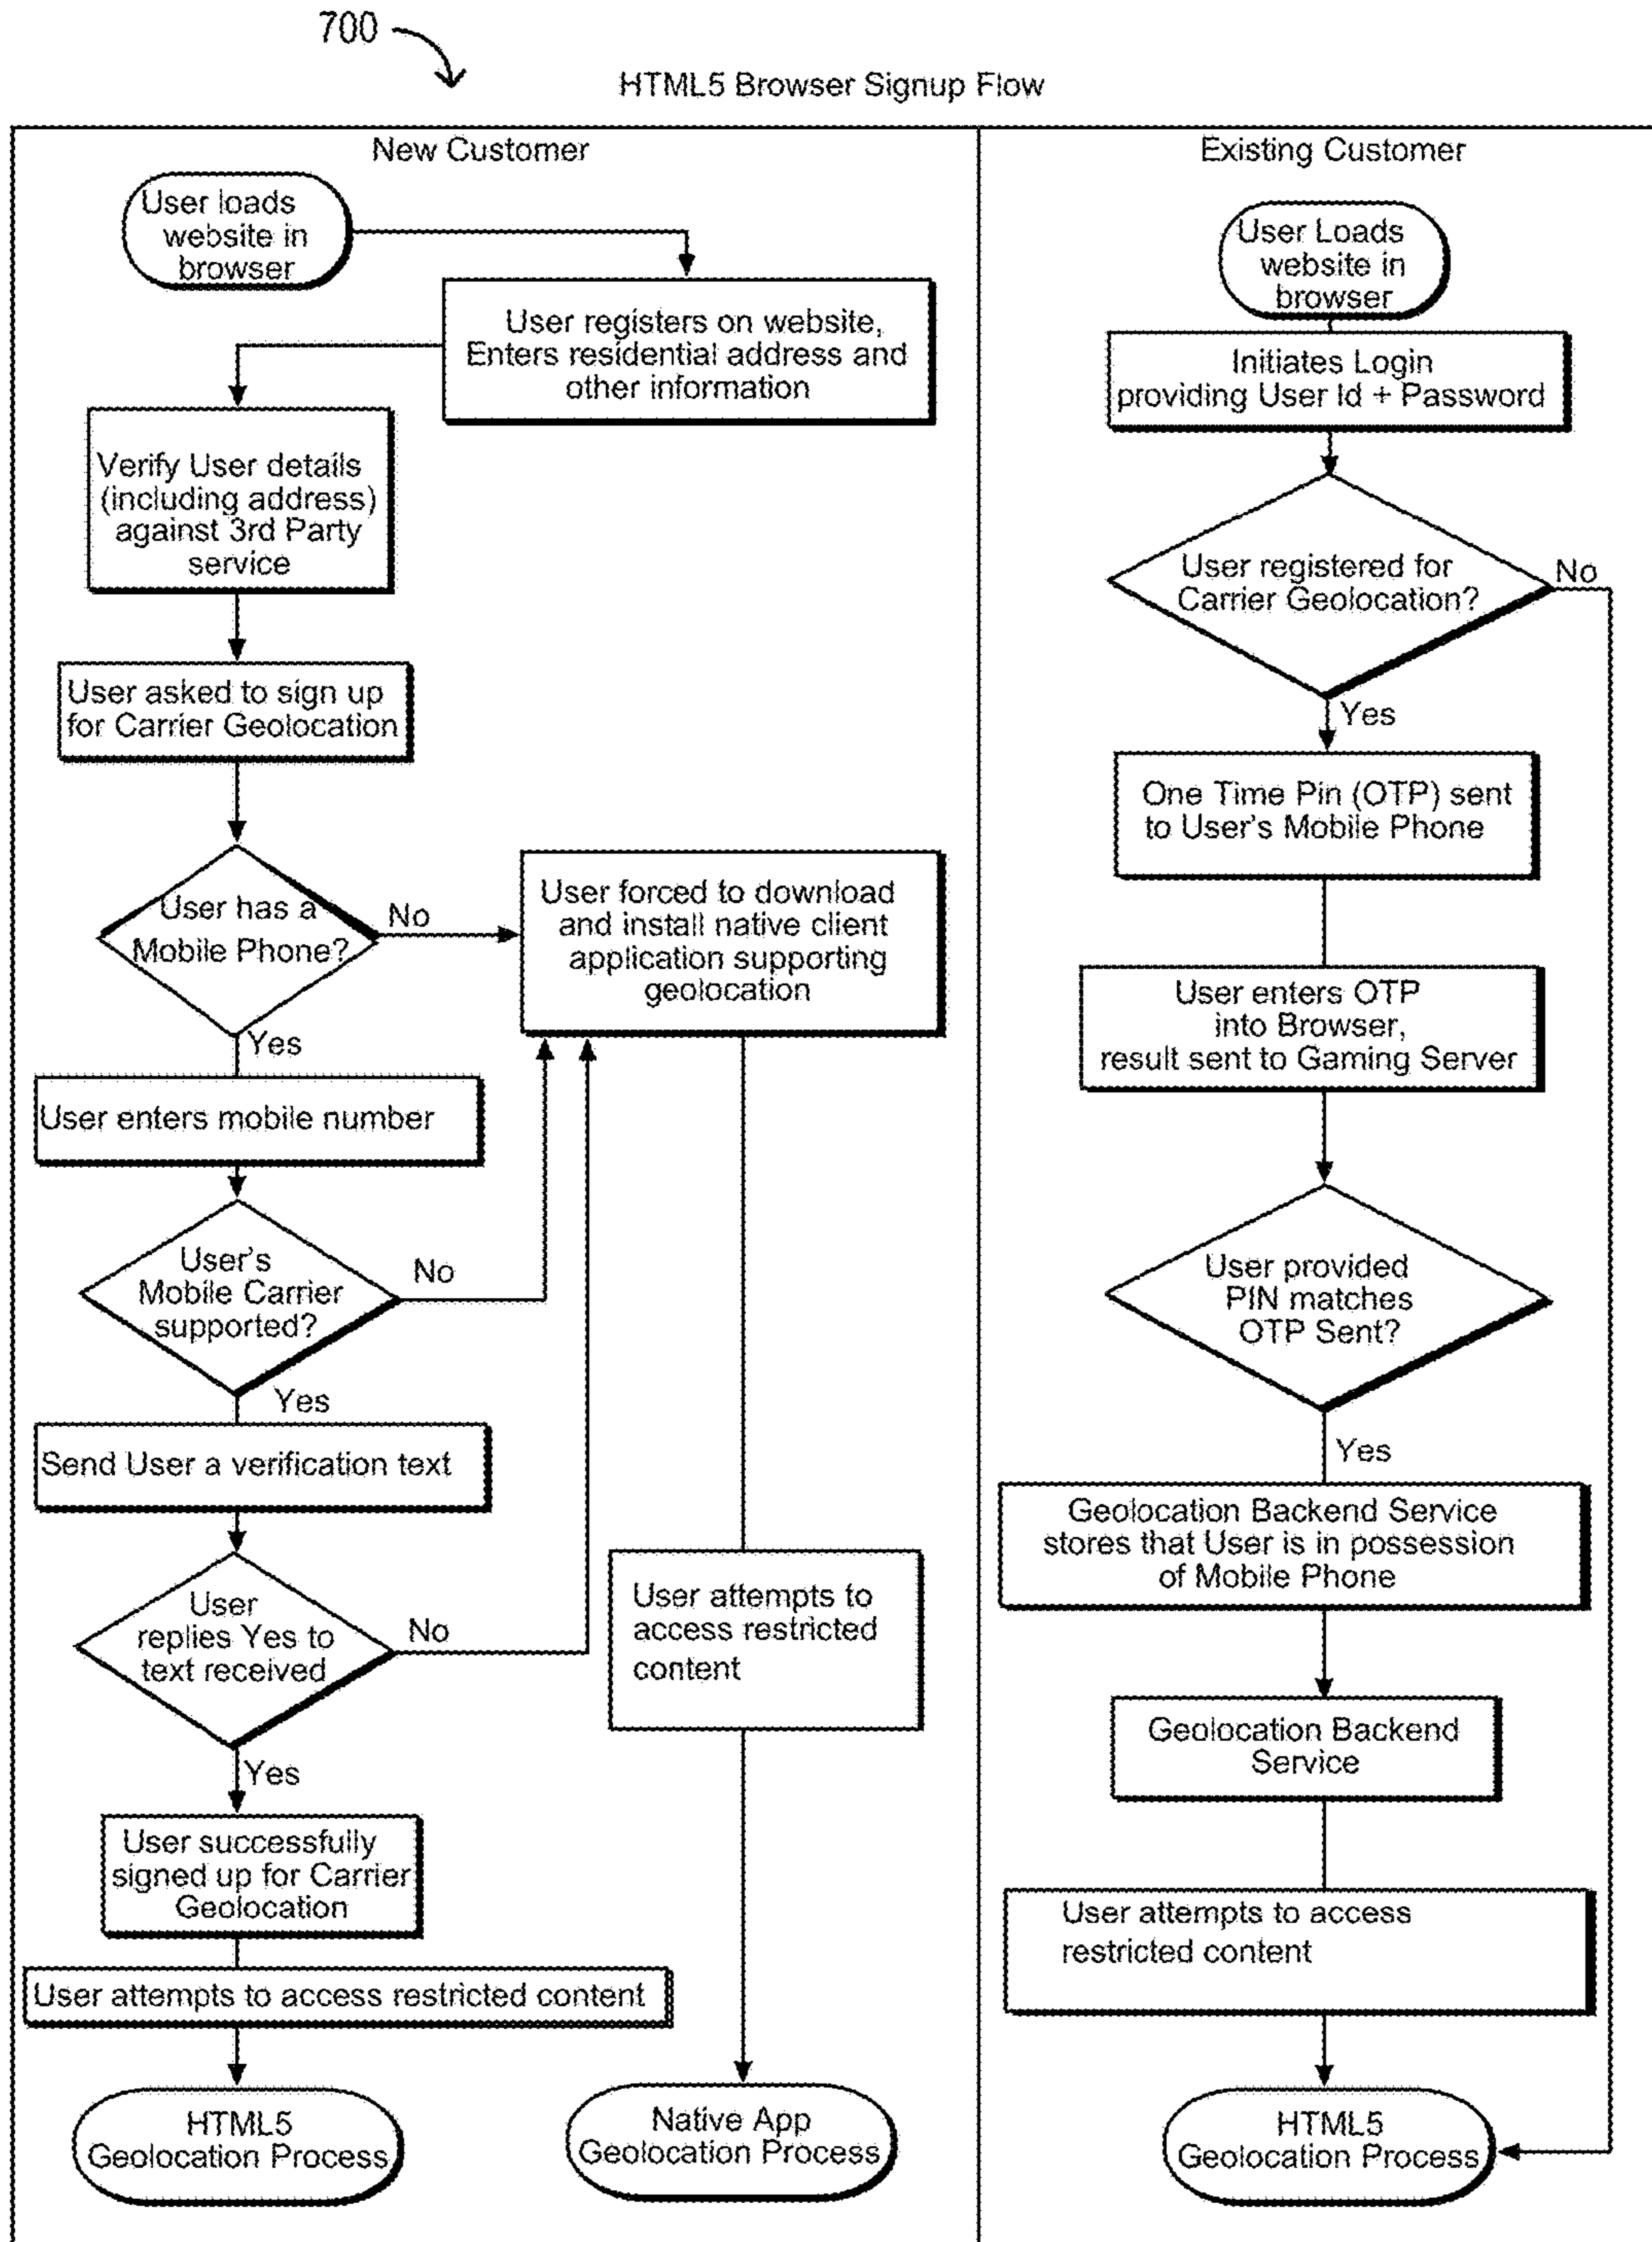 700
HTML5 Browser Signup Flow
New Customer
User loads
website in
browser
User registers on website,
Enters residential address and
other information
Verify User details
(including address)
against 3rd Party
service
User asked to sign up
for Carrier Geolocation
User has a
Mobile Phone?
No
User forced to download
and install native client
application supporting
geolocation
Yes
User enters mobile number
User's
Mobile Carrier
supported?
No
Yes
Send User a verification text
User
replies Yes to
text received
No
Yes
User successfully
signed up for Carrier
Geolocation
User attempts to access restricted content
HTML5
Geolocation Process
User attempts to
access restricted
content
Native App
Geolocation Process
Existing Customer
User Loads
website in
browser
Initiates Login
providing User Id + Password
User registered for
Carrier Geolocation?
No
Yes
One Time Pin (OTP) sent
to User's Mobile Phone
User enters OTP
into Browser,
result sent to Gaming Server
User provided
PIN matches
OTP Sent?
Yes
Geolocation Backend Service
stores that User is in possession
of Mobile Phone
Geolocation Backend
Service
User attempts to access
restricted content
HTML5
Geolocation Process